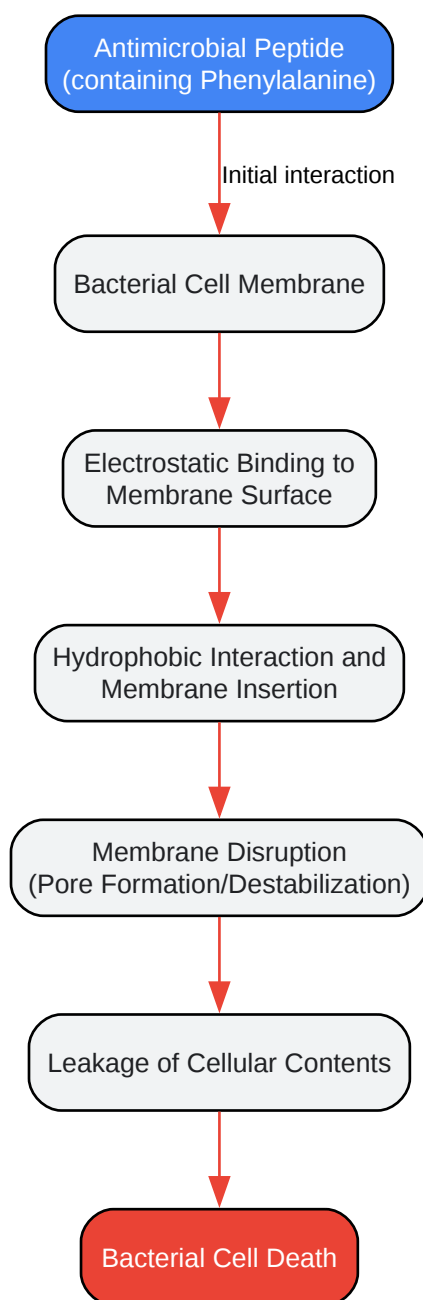 Antimicrobial Peptide
(containing Phenylalanine)
Initial interaction
Bacterial Cell Membrane
Electrostatic Binding to
Membrane Surface
Hydrophobic Interaction and
Membrane Insertion
Membrane Disruption
(Pore Formation/Destabilization)
Leakage of Cellular Contents
Bacterial Cell Death